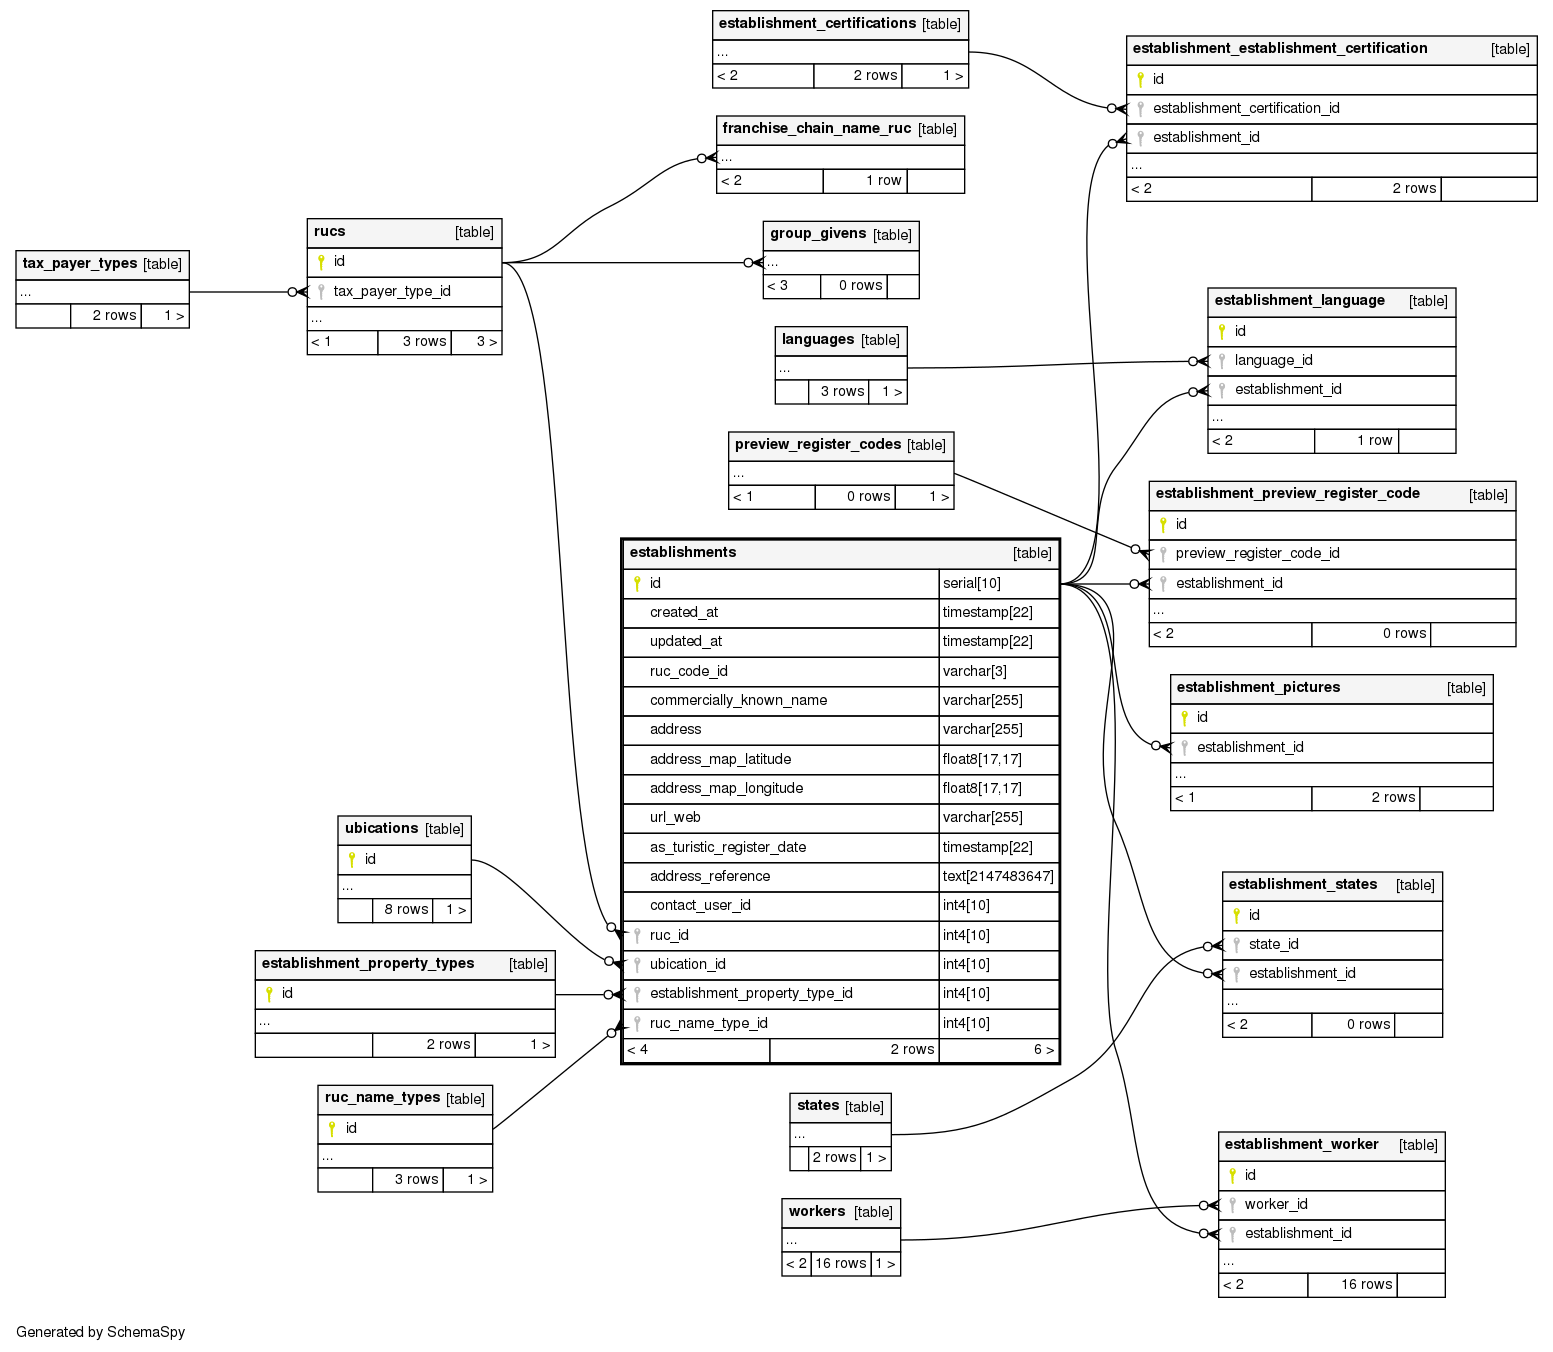 establishment_certifications [table]
...
< 2 2 rows 1 >
establishment_establishment_certification [table]
id
establishment_certification_id
establishment_id
...
< 2 2 rows
franchise_chain_name_ruc [table]
...
< 2 1 row
rucs [table]
id
tax_payer_type_id
...
< 1 3 rows 3 >
tax_payer_types [table]
...
2 rows 1 >
group_givens [table]
...
< 3 0 rows
languages [table]
...
3 rows 1 >
establishment_language [table]
id
language_id
establishment_id
...
< 2 1 row
preview_register_codes [table]
...
< 1 0 rows 1 >
establishment_preview_register_code [table]
id
preview_register_code_id
establishment_id
...
< 2 0 rows
establishments [table]
id serial[10]
created_at timestamp[22]
updated_at timestamp[22]
ruc_code_id varchar[3]
commercially_known_name varchar[255]
address varchar[255]
address_map_latitude float8[17,17]
address_map_longitude float8[17,17]
url_web varchar[255]
as_turistic_register_date timestamp[22]
address_reference text[2147483647]
contact_user_id int4[10]
ruc_id int4[10]
ubication_id int4[10]
establishment_property_type_id int4[10]
ruc_name_type_id int4[10]
< 4 2 rows 6 >
establishment_pictures [table]
id
establishment_id
...
< 1 2 rows
ubications [table]
id
...
8 rows 1 >
establishment_property_types [table]
id
...
2 rows 1 >
ruc_name_types [table]
id
...
3 rows 1 >
establishment_states [table]
id
state_id
establishment_id
...
< 2 0 rows
states [table]
...
2 rows 1 >
workers [table]
...
< 2 16 rows 1 >
establishment_worker [table]
id
worker_id
establishment_id
...
< 2 16 rows
Generated by SchemaSpy